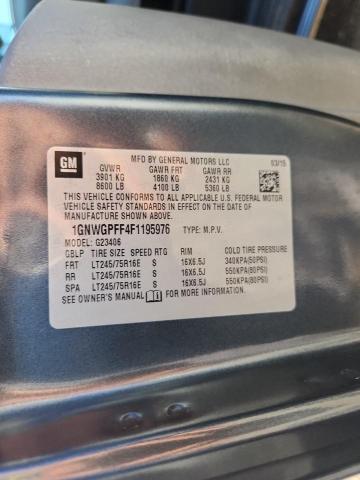 GM MFD BY GENERAL MOTORS LLC 03/15
GVWR GAWR FRT GAWR RR
3901 KG 1860 KG 2431 KG
8600 LB 4100 LB 5360 LB
THIS VEHICLE CONFORMS TO ALL APPLICABLE U.S. FEDERAL MOTOR
VEHICLE SAFETY STANDARDS IN EFFECT ON THE DATE OF
MANUFACTURE SHOWN ABOVE.
1GNWGPFF4F1195976 TYPE: M.P.V.
MODEL: G23406
GBLP TIRE SIZE SPEED RTG RIM COLD TIRE PRESSURE
FRT LT245/75R16E S 16X6.5J 340KPA(50PSI)
RR LT245/75R16E S 16X6.5J 550KPA(80PSI)
SPA LT245/75R16E S 16X6.5J 550KPA(80PSI)
SEE OWNER'S MANUAL FOR MORE INFORMATION